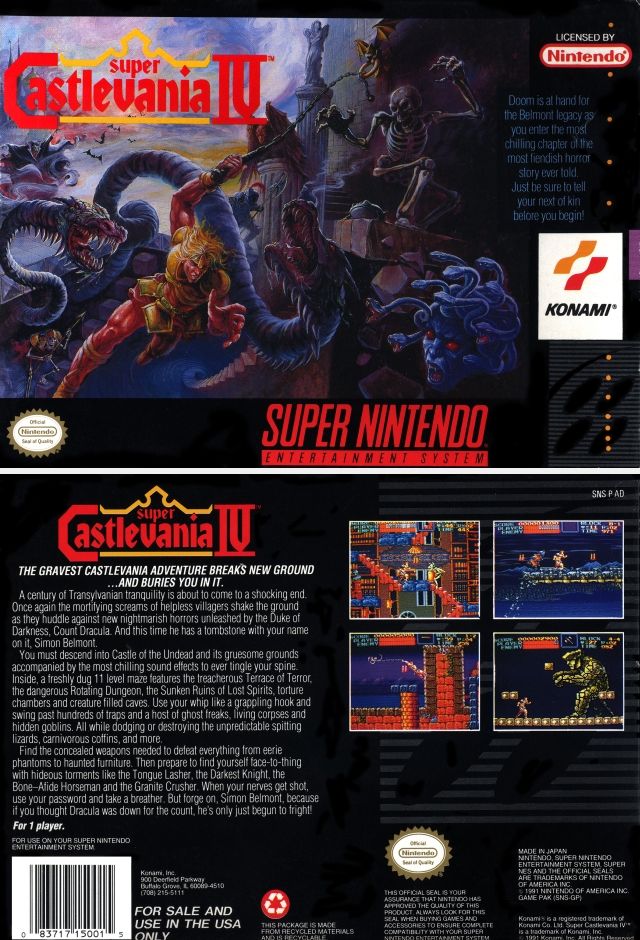 super
Castlevania IV™
LICENSED BY
Nintendo®
Doom is at hand for
the Belmont legacy as
you enter the most
chilling chapter of the
most fiendish horror
story ever told.
Just be sure to tell
your next of kin
before you begin!
KONAMI®
Official
Nintendo
Seal of Quality
SUPER NINTENDO
ENTERTAINMENT SYSTEM
SNS P AD
super
Castlevania IV™
THE GRAVEST CASTLEVANIA ADVENTURE BREAKS NEW GROUND
...AND BURIES YOU IN IT.
A century of Transylvanian tranquility is about to come to a shocking end.
Once again the mortifying screams of helpless villagers shake the ground
as they huddle against new nightmarish horrors unleashed by the Duke of
Darkness, Count Dracula. And this time he has a tombstone with your name
on it, Simon Belmont.
You must descend into Castle of the Undead and its gruesome grounds
accompanied by the most chilling sound effects to ever tingle your spine.
Inside, a freshly dug 11 level maze features the treacherous Terrace of Terror,
the dangerous Rotating Dungeon, the Sunken Ruins of Lost Spirits, torture
chambers and creature filled caves. Use your whip like a grappling hook and
swing past hundreds of traps and a host of ghost freaks, living corpses and
hidden goblins. All while dodging or destroying the unpredictable spitting
lizards, carnivorous coffins, and more.
Find the concealed weapons needed to defeat everything from eerie
phantoms to haunted furniture. Then prepare to find yourself face-to-thing
with hideous torments like the Tongue Lasher, the Darkest Knight, the
Bone-Afide Horseman and the Granite Crusher. When your nerves get shot,
use your password and take a breather. But forge on, Simon Belmont, because
if you thought Dracula was down for the count, he's only just begun to fright!
For 1 player.
FOR USE ON YOUR SUPER NINTENDO
ENTERTAINMENT SYSTEM.
Konami, Inc.
900 Deerfield Parkway
Buffalo Grove, IL 60089-4510
(708) 215-5111
0 83717 15001 5
FOR SALE AND
USE IN THE USA
ONLY
THIS PACKAGE IS MADE
FROM RECYCLED MATERIALS
AND IS RECYCLABLE.
Official
Nintendo
Seal of Quality
THIS OFFICIAL SEAL IS YOUR
ASSURANCE THAT NINTENDO HAS
APPROVED THE QUALITY OF THIS
PRODUCT. ALWAYS LOOK FOR THIS
SEAL WHEN BUYING GAMES AND
ACCESSORIES TO ENSURE COMPLETE
COMPATIBILITY WITH YOUR SUPER
NINTENDO ENTERTAINMENT SYSTEM
MADE IN JAPAN
NINTENDO, SUPER NINTENDO
ENTERTAINMENT SYSTEM, SUPER
NES AND THE OFFICIAL SEALS
ARE TRADEMARKS OF NINTENDO
OF AMERICA INC.
© 1991 NINTENDO OF AMERICA INC.
GAME PAK (SNS-GP)
Konami® is a registered trademark of
Konami Co. Ltd. Super Castlevania IV™
is a trademark of Konami, Inc.
© 1991 Konami, Inc. All Rights Reserved